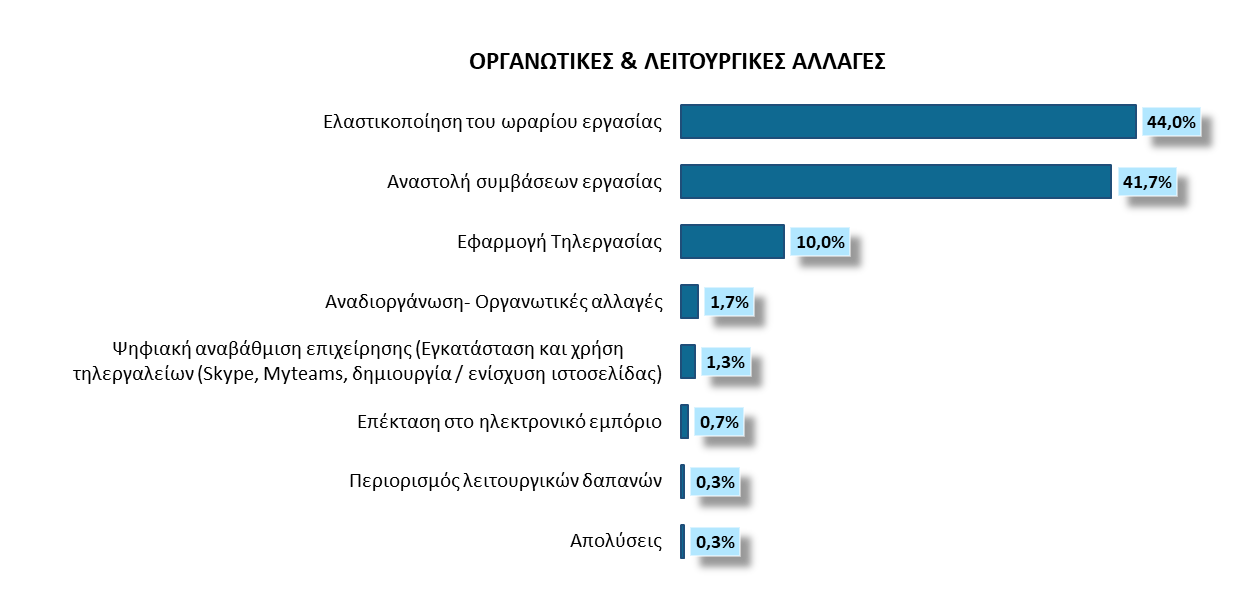 ΟΡΓΑΝΩΤΙΚΕΣ & ΛΕΙΤΟΥΡΓΙΚΕΣ ΑΛΛΑΓΕΣ
Ελαστικοποίηση του ωραρίου εργασίας 44,0%
Αναστολή συμβάσεων εργασίας 41,7%
Εφαρμογή Τηλεργασίας 10,0%
Αναδιοργάνωση- Οργανωτικές αλλαγές 1,7%
Ψηφιακή αναβάθμιση επιχείρησης (Εγκατάσταση και χρήση
τηλεργαλείων (Skype, Myteams, δημιουργία / ενίσχυση ιστοσελίδας) 1,3%
Επέκταση στο ηλεκτρονικό εμπόριο 0,7%
Περιορισμός λειτουργικών δαπανών 0,3%
Απολύσεις 0,3%